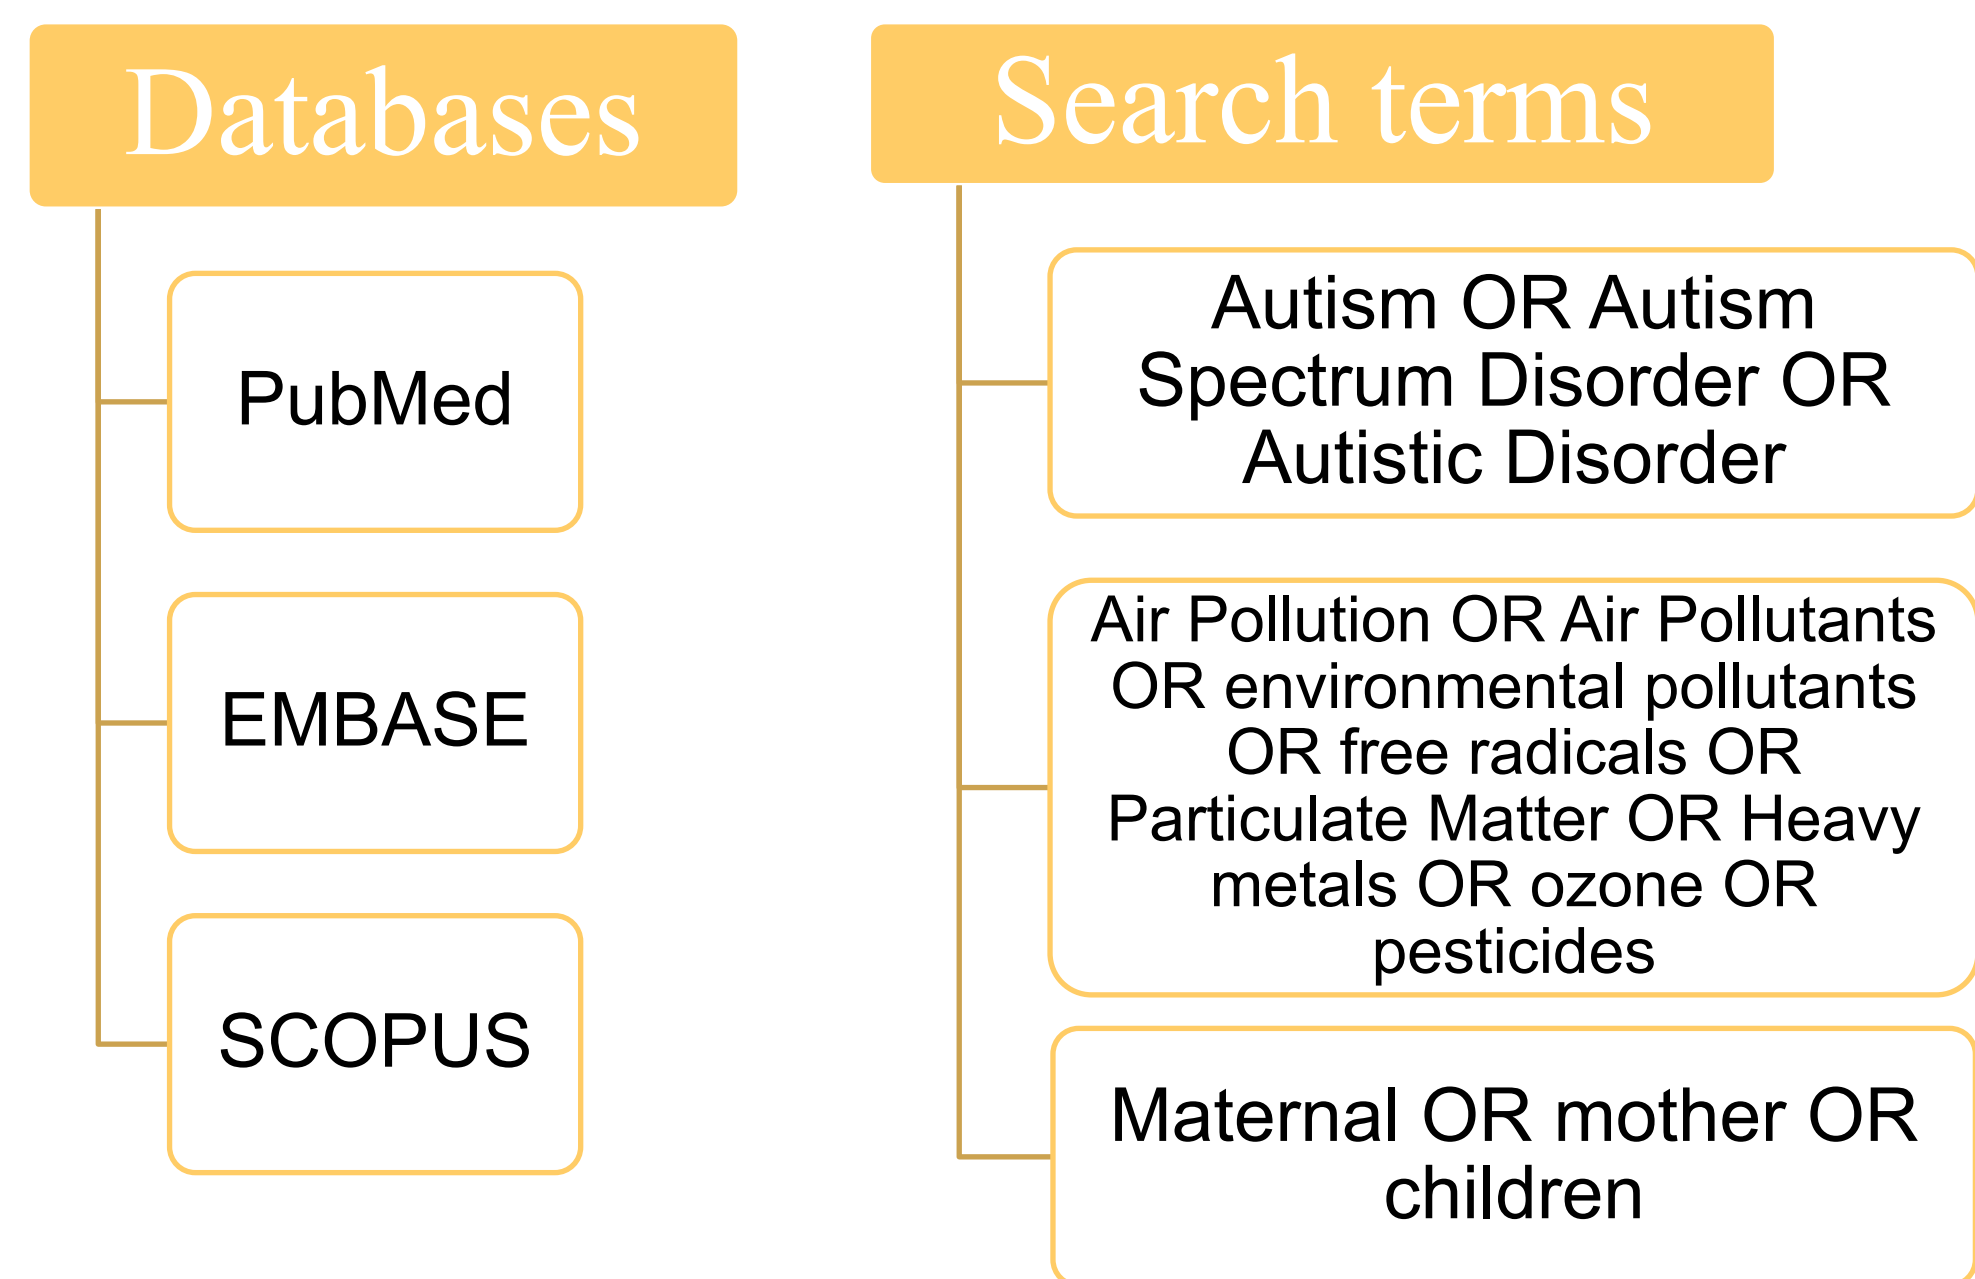 Databases
PubMed
EMBASE
SCOPUS
Search terms
Autism OR Autism
Spectrum Disorder OR
Autistic Disorder
Air Pollution OR Air Pollutants
OR environmental pollutants
OR free radicals OR
Particulate Matter OR Heavy
metals OR ozone OR
pesticides
Maternal OR mother OR
children